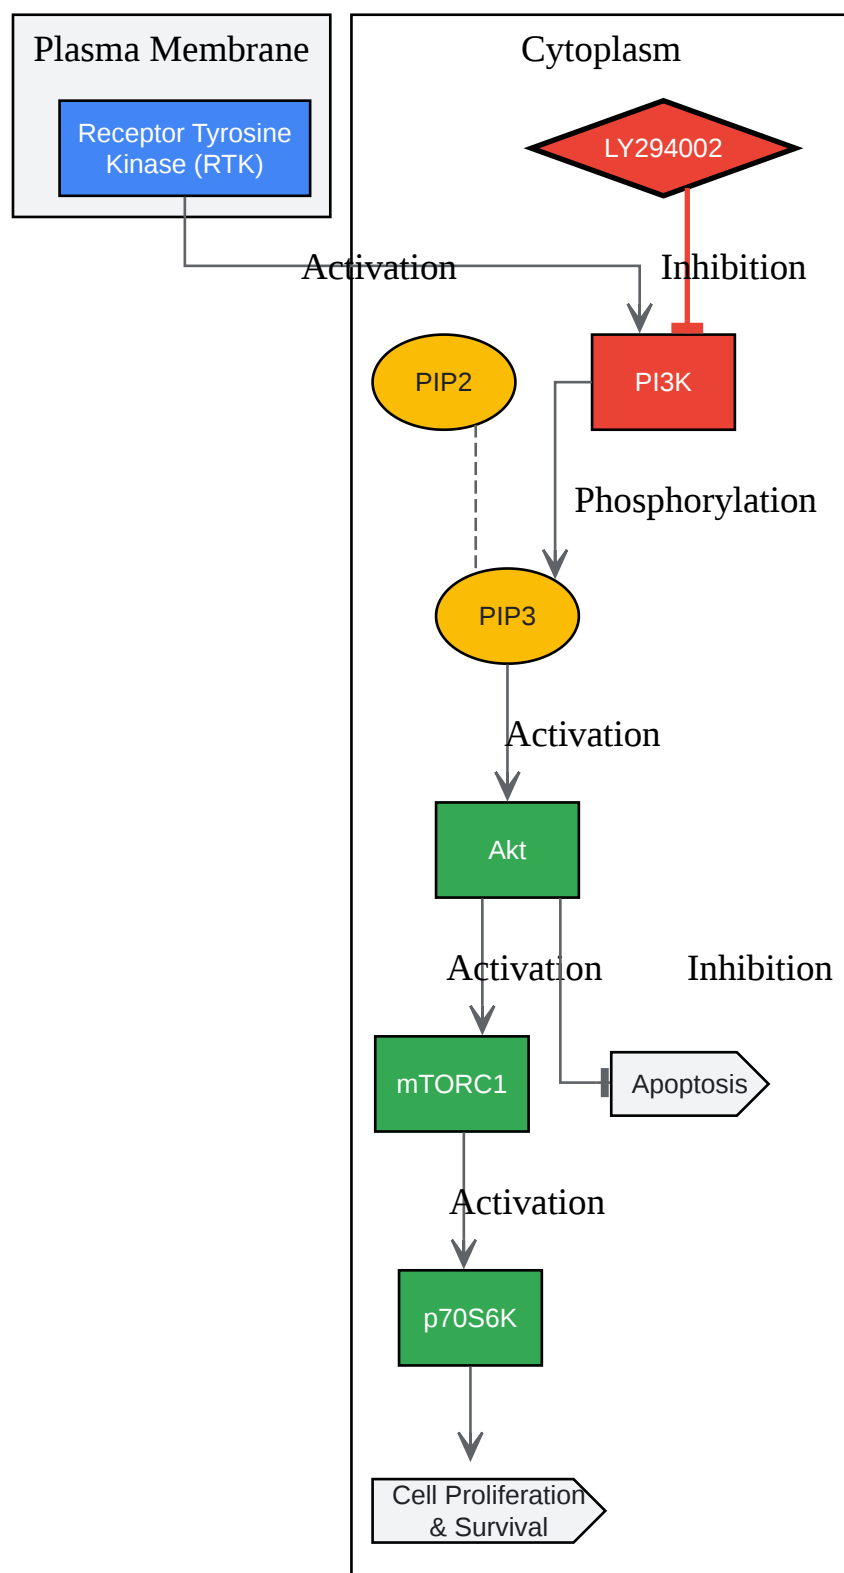 Plasma Membrane
Cytoplasm
Receptor Tyrosine
Kinase (RTK)
LY294002
Activation
Inhibition
PIP2
PI3K
Phosphorylation
PIP3
Activation
Akt
Activation
Inhibition
mTORC1
Apoptosis
Activation
p70S6K
Cell Proliferation
& Survival